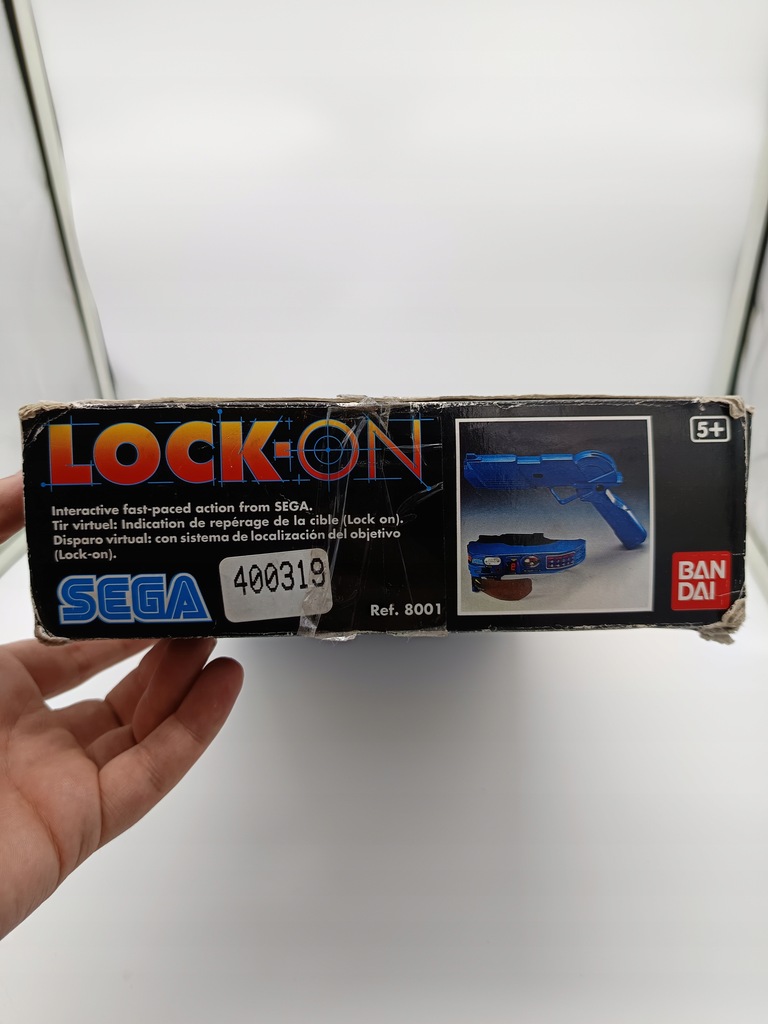 LOCK-ON
Interactive fast-paced action from SEGA.
Tir virtuel: Indication de repérage de la cible (Lock on).
Disparo virtual: con sistema de localización del objetivo
(Lock-on).
SEGA
400319
Ref. 8001
5+
BAN
DAI